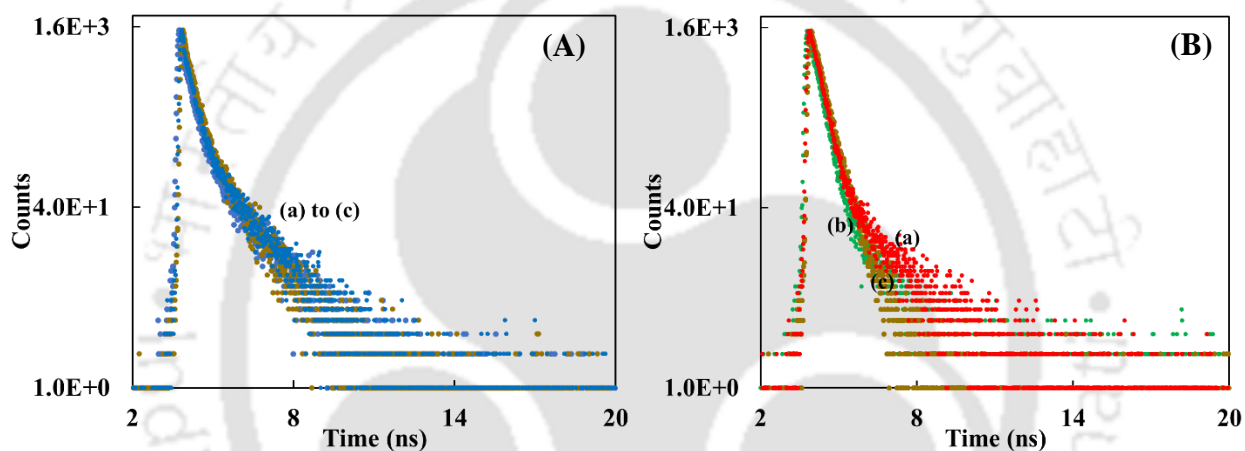 (A)
1.6E+3
4.0E+1
1.0E+0
Counts
(a) to (c)
2
8
14
20
Time (ns)
(B)
1.6E+3
4.0E+1
1.0E+0
Counts
(b)
(a)
(c)
2
8
14
20
Time (ns)